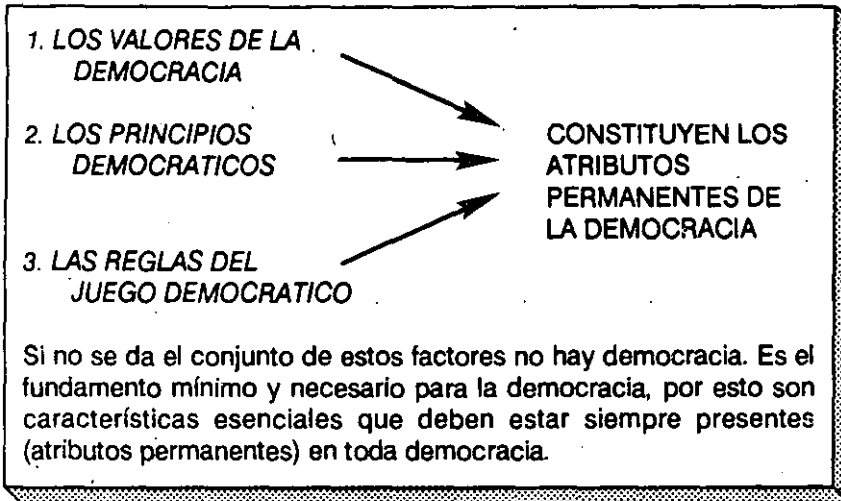 1. LOS VALORES DE LA
DEMOCRACIA
2. LOS PRINCIPIOS
DEMOCRATICOS
3. LAS REGLAS DEL
JUEGO DEMOCRATICO
CONSTITUYEN LOS
ATRIBUTOS
PERMANENTES DE
LA DEMOCRACIA
Si no se da el conjunto de estos factores no hay democracia. Es el
fundamento mínimo y necesario para la democracia, por esto son
características esenciales que deben estar siempre presentes
(atributos permanentes) en toda democracia.